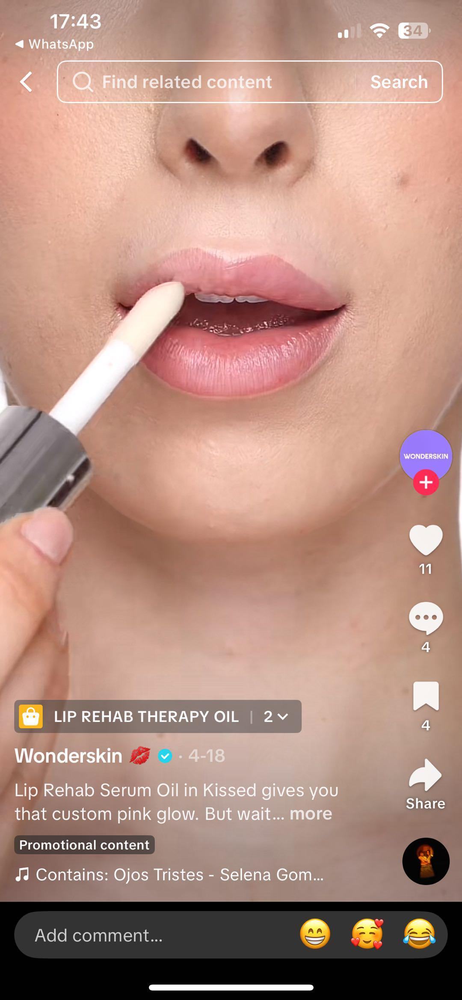 17:43
34
◀ WhatsApp
Find related content
Search
WONDERSKIN
11
4
4
Share
LIP REHAB THERAPY OIL | 2
Wonderskin 💋 · 4-18
Lip Rehab Serum Oil in Kissed gives you
that custom pink glow. But wait... more
Promotional content
Contains: Ojos Tristes - Selena Gom...
Add comment...